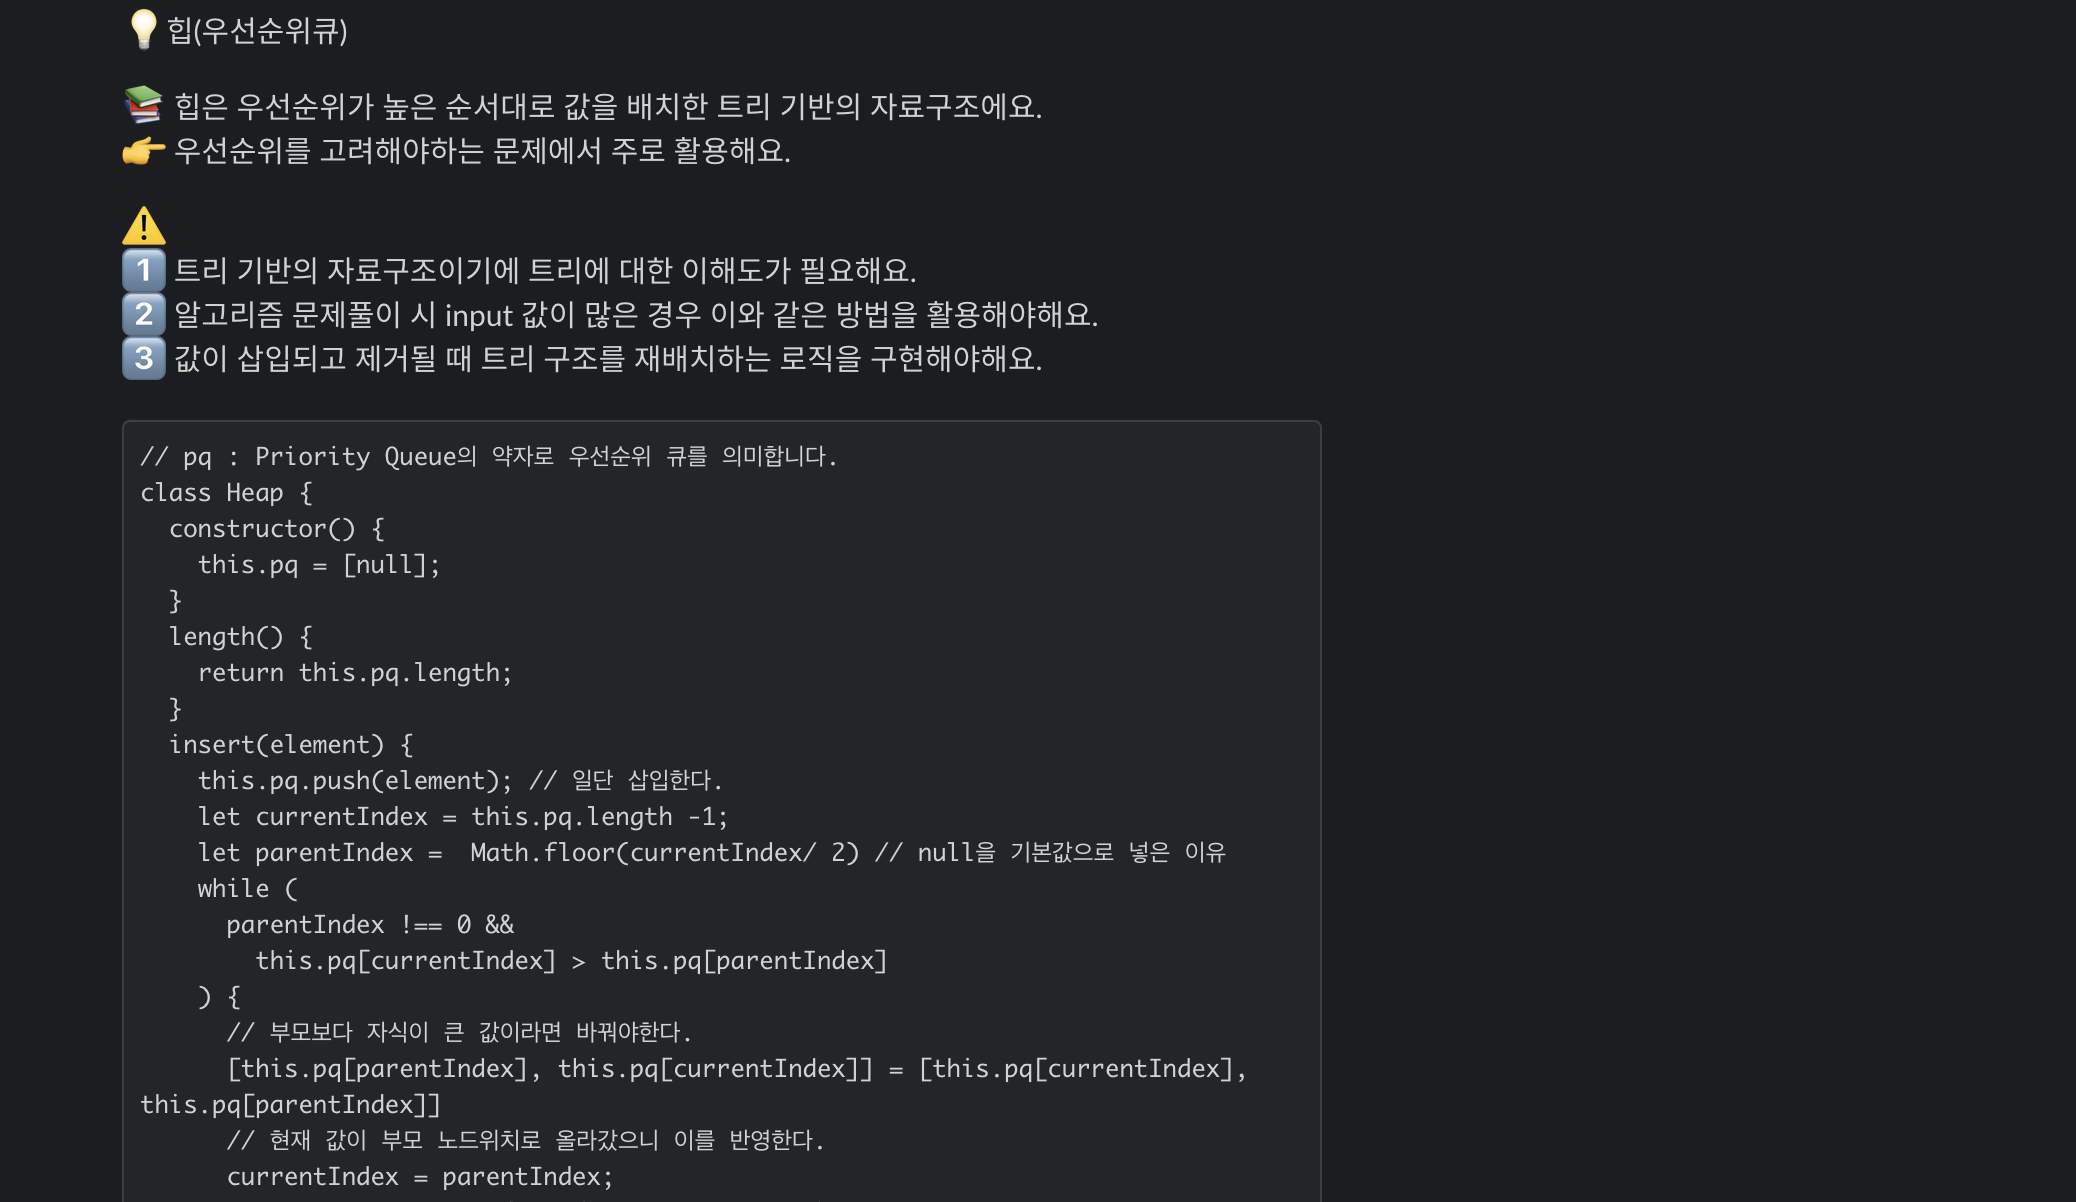 💡 힙(우선순위큐)
📚 힙은 우선순위가 높은 순서대로 값을 배치한 트리 기반의 자료구조에요.
👉 우선순위를 고려해야하는 문제에서 주로 활용해요.
⚠️
1️⃣ 트리 기반의 자료구조이기에 트리에 대한 이해도가 필요해요.
2️⃣ 알고리즘 문제풀이 시 input 값이 많은 경우 이와 같은 방법을 활용해야해요.
3️⃣ 값이 삽입되고 제거될 때 트리 구조를 재배치하는 로직을 구현해야해요.
// pq : Priority Queue의 약자로 우선순위 큐를 의미합니다.
class Heap {
  constructor() {
    this.pq = [null];
  }
  length() {
    return this.pq.length;
  }
  insert(element) {
    this.pq.push(element); // 일단 삽입한다.
    let currentIndex = this.pq.length -1;
    let parentIndex =  Math.floor(currentIndex/ 2) // null을 기본값으로 넣은 이유
    while (
      parentIndex !== 0 &&
        this.pq[currentIndex] > this.pq[parentIndex]
    ) {
      // 부모보다 자식이 큰 값이라면 바꿔야한다.
      [this.pq[parentIndex], this.pq[currentIndex]] = [this.pq[currentIndex],
this.pq[parentIndex]]
      // 현재 값이 부모 노드위치로 올라갔으니 이를 반영한다.
      currentIndex = parentIndex;